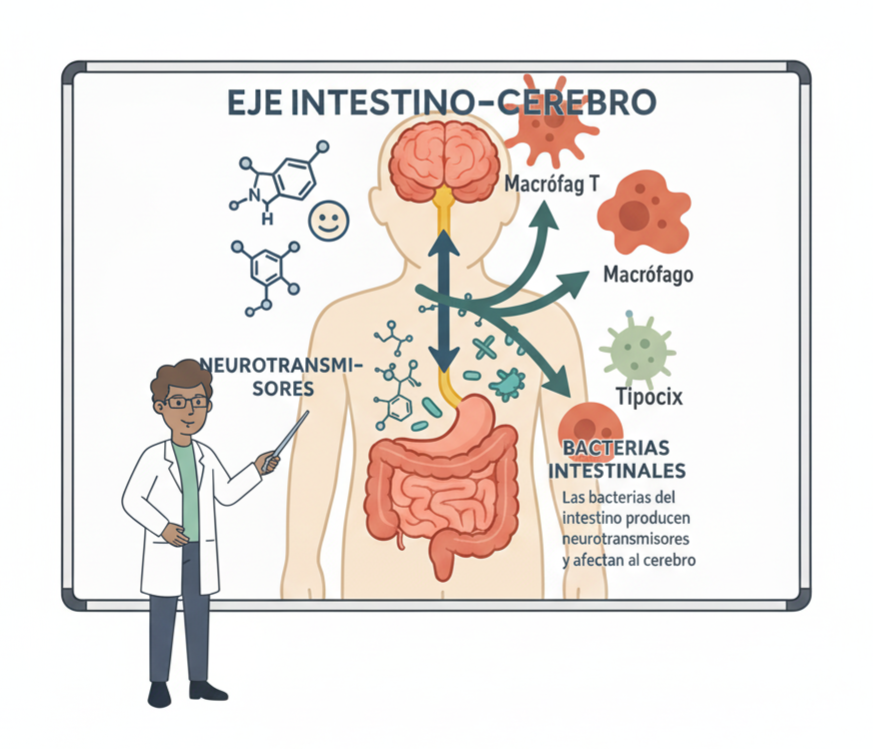 EJE INTESTINO-CEREBRO
Macrófag T
Macrófago
N
H
NEUROTRANSMI-
SORES
Tipocix
BACTERIAS
INTESTINALES
Las bacterias del
intestino producen
neurotransmisores
y afectan al cerebro